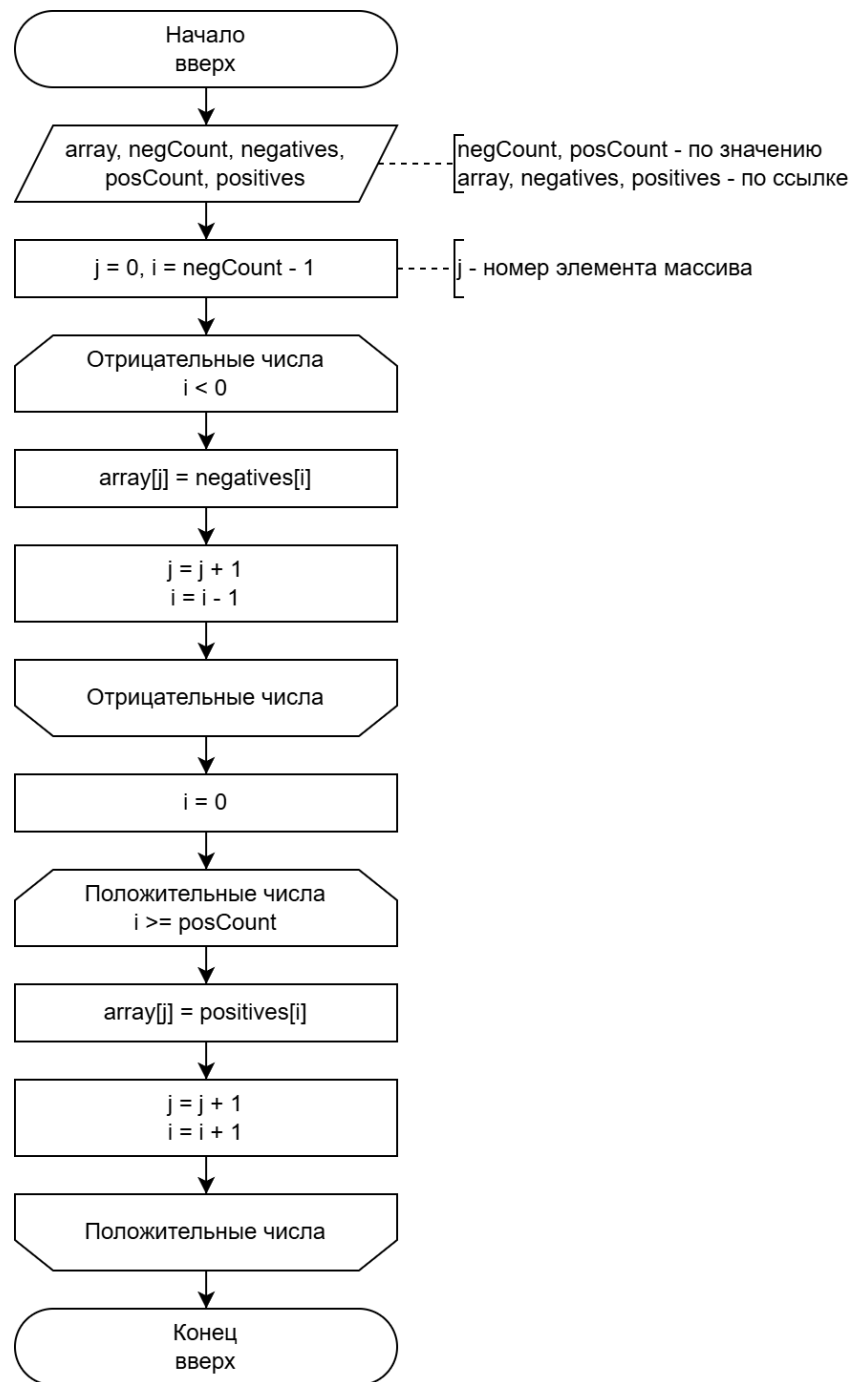 Начало
вверх
array, negCount, negatives,
posCount, positives
negCount, posCount - по значению
array, negatives, positives - по ссылке
j = 0, i = negCount - 1
j - номер элемента массива
Отрицательные числа
i < 0
array[j] = negatives[i]
j = j + 1
i = i - 1
Отрицательные числа
i = 0
Положительные числа
i >= posCount
array[j] = positives[i]
j = j + 1
i = i + 1
Положительные числа
Конец
вверх